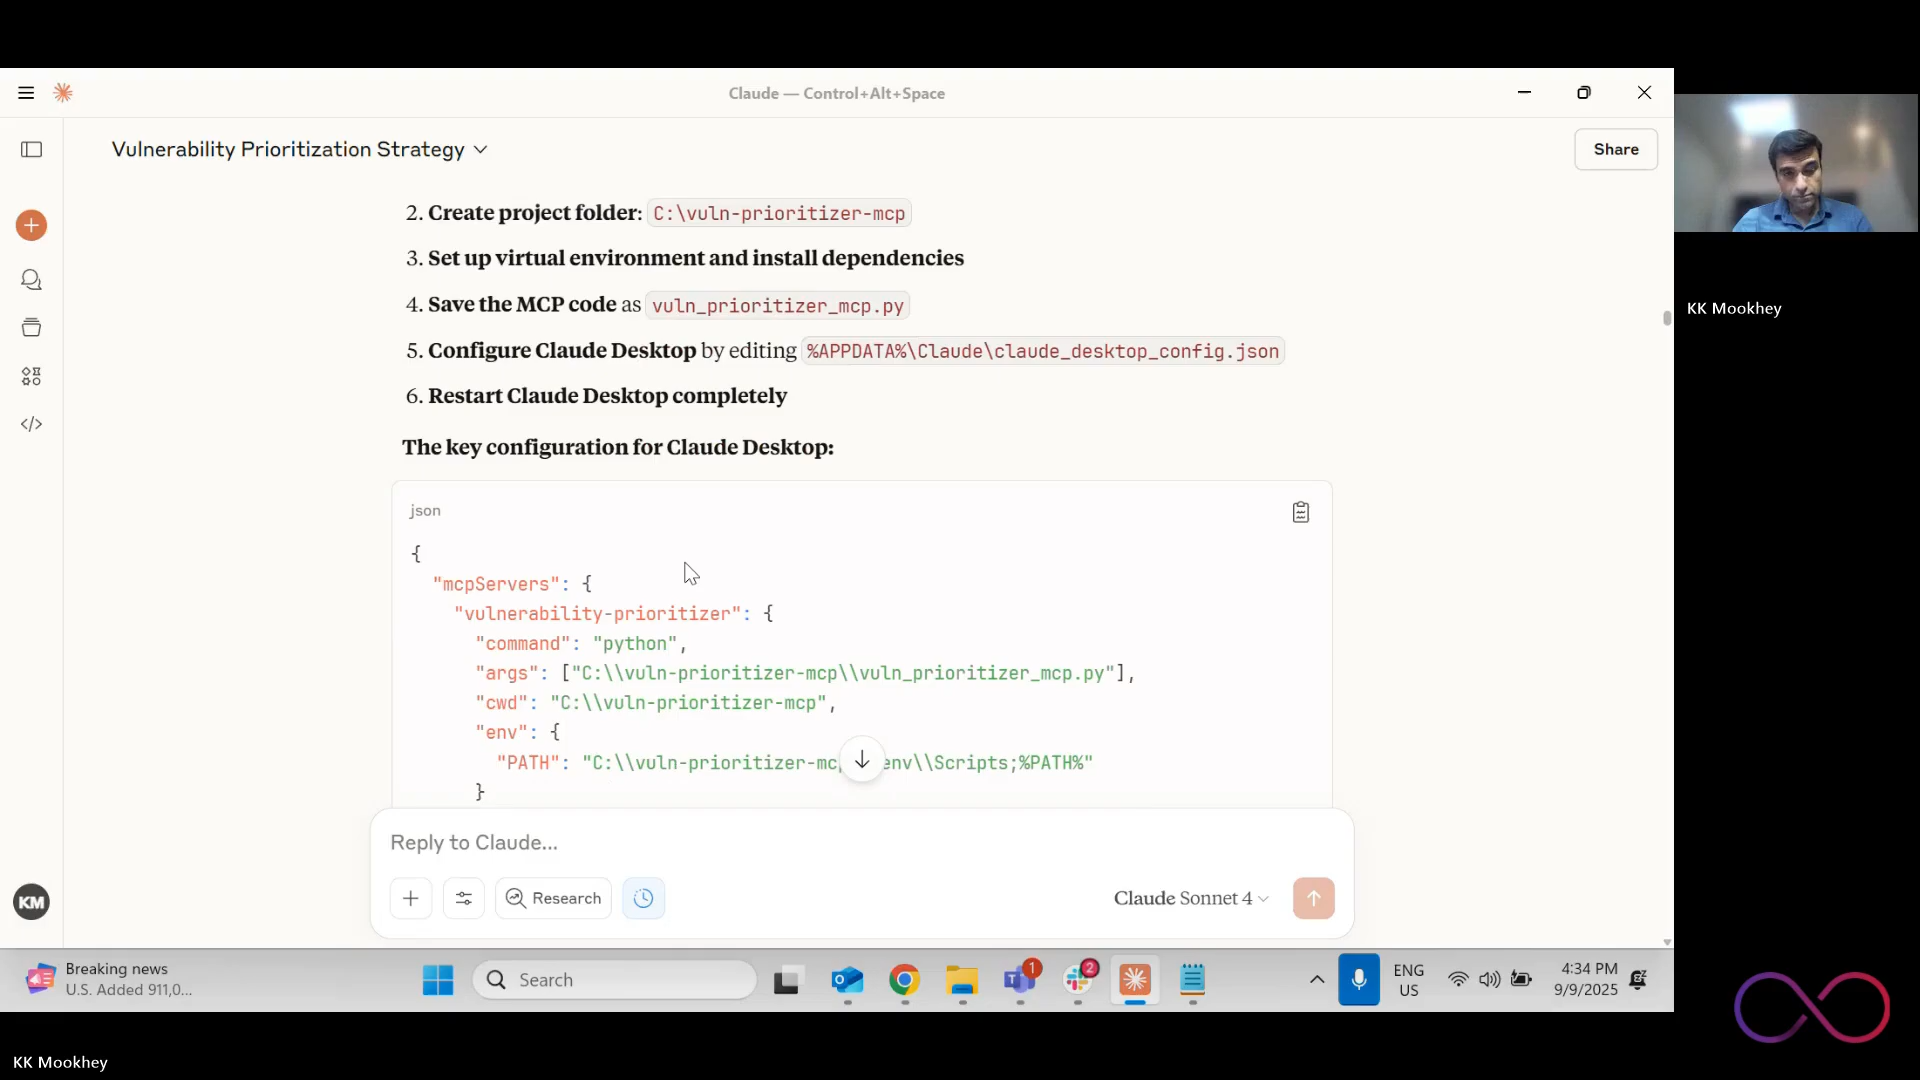 Claude — Control+Alt+Space
Vulnerability Prioritization Strategy
Share
2. Create project folder: C:\vuln-prioritizer-mcp
3. Set up virtual environment and install dependencies
4. Save the MCP code as vuln_prioritizer_mcp.py
5. Configure Claude Desktop by editing %APPDATA%\Claude\claude_desktop_config.json
6. Restart Claude Desktop completely
The key configuration for Claude Desktop:
json
{
"mcpServers": {
"vulnerability-prioritizer": {
"command": "python",
"args": ["C:\\vuln-prioritizer-mcp\\vuln_prioritizer_mcp.py"],
"cwd": "C:\\vuln-prioritizer-mcp",
"env": {
"PATH": "C:\\vuln-prioritizer-mc env\\Scripts;%PATH%"
}
Reply to Claude...
Research
Claude Sonnet 4
KM
Breaking news
U.S. Added 911,0...
Search
1
2
ENG
US
4:34 PM
9/9/2025
KK Mookhey
KK Mookhey